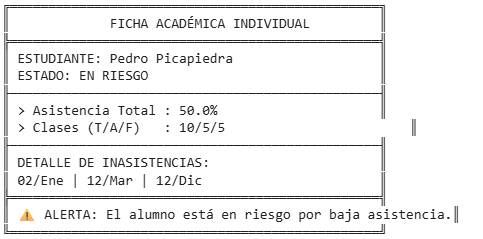 FICHA ACADÉMICA INDIVIDUAL
ESTUDIANTE: Pedro Picapiedra
ESTADO: EN RIESGO
> Asistencia Total : 50.0%
> Clases (T/A/F)   : 10/5/5
DETALLE DE INASISTENCIAS:
02/Ene | 12/Mar | 12/Dic
⚠️ ALERTA: El alumno está en riesgo por baja asistencia.